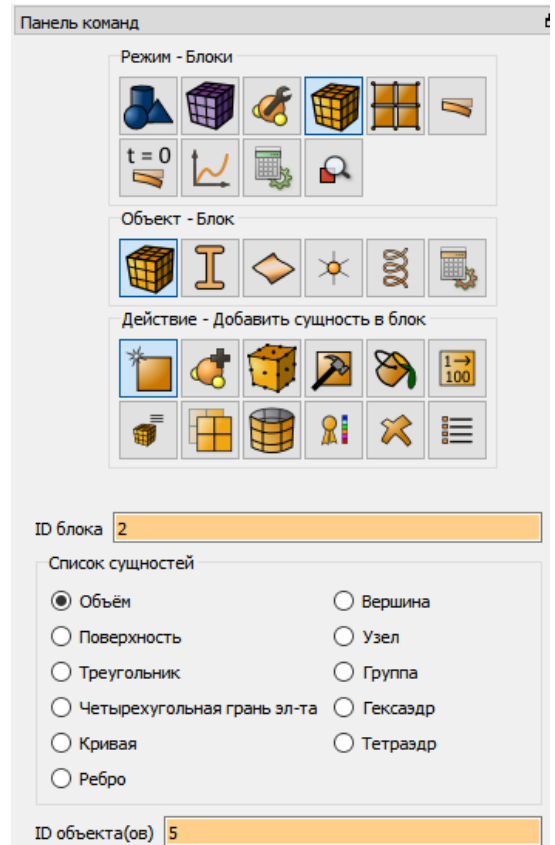 Панель команд
Режим - Блоки
t = 0
Объект - Блок
Действие - Добавить сущность в блок
1→
100
ID блока 2
Список сущностей
Объём Вершина
Поверхность Узел
Треугольник Группа
Четырехугольная грань эл-та Гексаэдр
Кривая Тетраэдр
Ребро
ID объекта(ов) 5